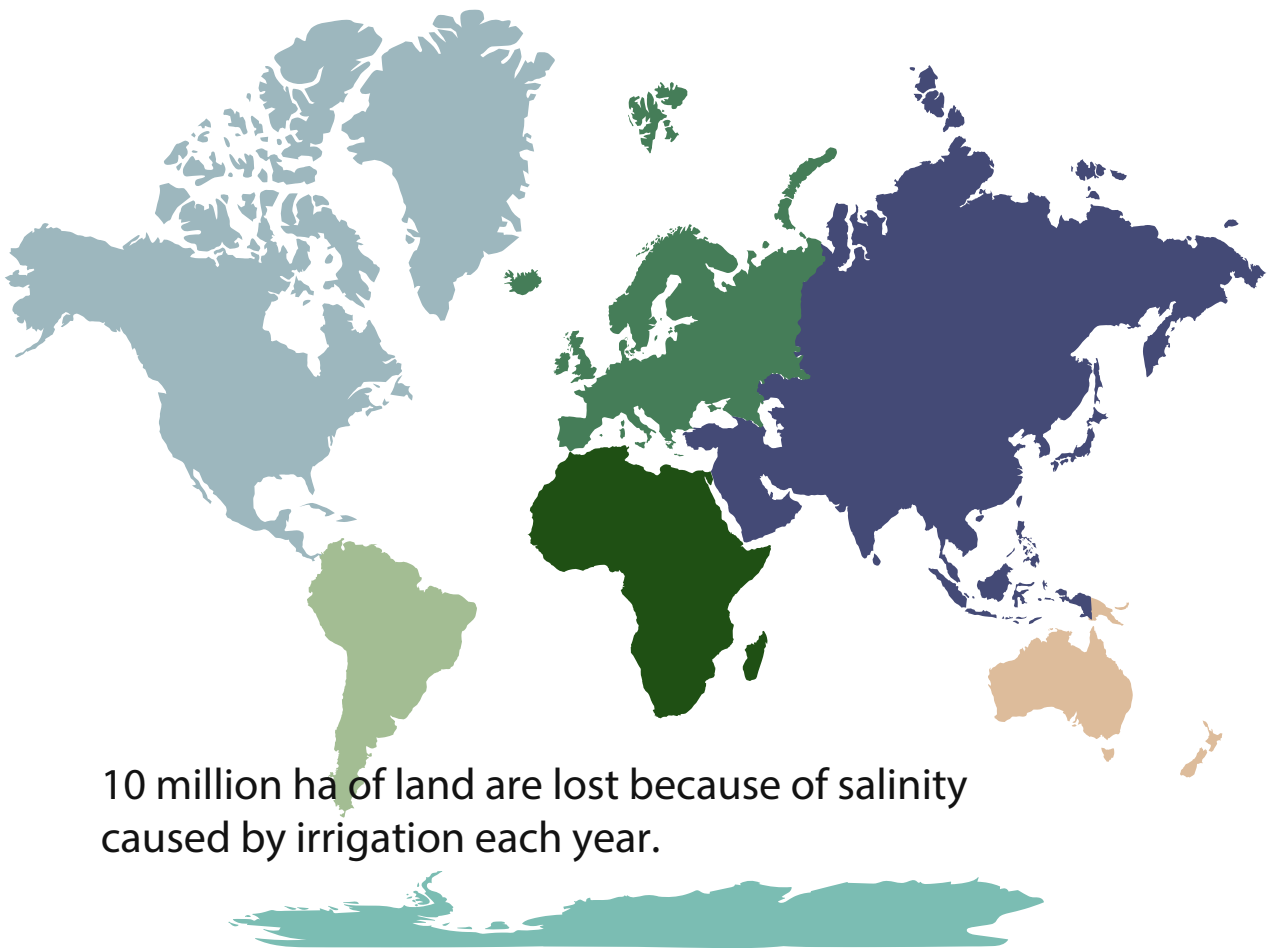 10 million ha of land are lost because of salinity
caused by irrigation each year.